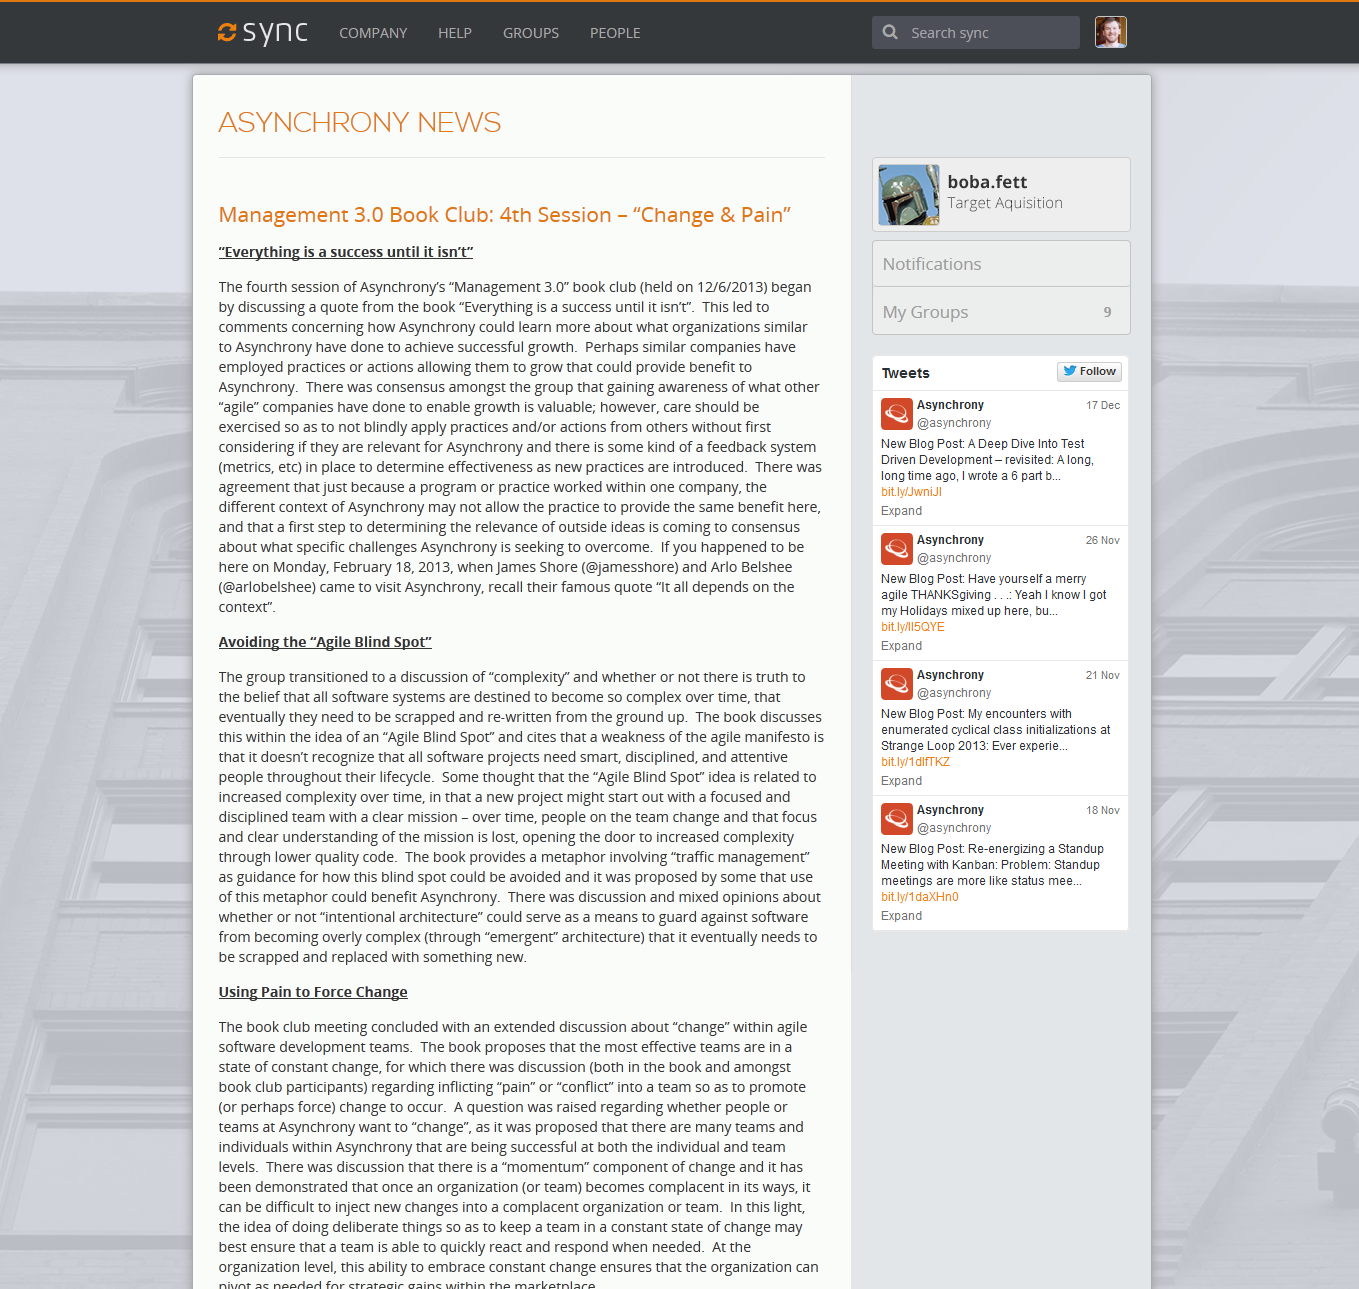 sync
COMPANY
HELP
GROUPS
PEOPLE
Search sync
ASYNCHRONY NEWS
Management 3.0 Book Club: 4th Session – “Change & Pain”
“Everything is a success until it isn’t”
The fourth session of Asynchrony’s “Management 3.0” book club (held on 12/6/2013) began
by discussing a quote from the book “Everything is a success until it isn’t”.  This led to
comments concerning how Asynchrony could learn more about what organizations similar
to Asynchrony have done to achieve successful growth.  Perhaps similar companies have
employed practices or actions allowing them to grow that could provide benefit to
Asynchrony.  There was consensus amongst the group that gaining awareness of what other
“agile” companies have done to enable growth is valuable; however, care should be
exercised so as to not blindly apply practices and/or actions from others without first
considering if they are relevant for Asynchrony and there is some kind of a feedback system
(metrics, etc) in place to determine effectiveness as new practices are introduced.  There was
agreement that just because a program or practice worked within one company, the
different context of Asynchrony may not allow the practice to provide the same benefit here,
and that a first step to determining the relevance of outside ideas is coming to consensus
about what specific challenges Asynchrony is seeking to overcome.  If you happened to be
here on Monday, February 18, 2013, when James Shore (@jamesshore) and Arlo Belshee
(@arlobelshee) came to visit Asynchrony, recall their famous quote “It all depends on the
context”.
Avoiding the “Agile Blind Spot”
The group transitioned to a discussion of “complexity” and whether or not there is truth to
the belief that all software systems are destined to become so complex over time, that
eventually they need to be scrapped and re-written from the ground up.  The book discusses
this within the idea of an “Agile Blind Spot” and cites that a weakness of the agile manifesto is
that it doesn’t recognize that all software projects need smart, disciplined, and attentive
people throughout their lifecycle.  Some thought that the “Agile Blind Spot” idea is related to
increased complexity over time, in that a new project might start out with a focused and
disciplined team with a clear mission – over time, people on the team change and that focus
and clear understanding of the mission is lost, opening the door to increased complexity
through lower quality code.  The book provides a metaphor involving “traffic management”
as guidance for how this blind spot could be avoided and it was proposed by some that use
of this metaphor could benefit Asynchrony.  There was discussion and mixed opinions about
whether or not “intentional architecture” could serve as a means to guard against software
from becoming overly complex (through “emergent” architecture) that it eventually needs to
be scrapped and replaced with something new.
Using Pain to Force Change
The book club meeting concluded with an extended discussion about “change” within agile
software development teams.  The book proposes that the most effective teams are in a
state of constant change, for which there was discussion (both in the book and amongst
book club participants) regarding inflicting “pain” or “conflict” into a team so as to promote
(or perhaps force) change to occur.  A question was raised regarding whether people or
teams at Asynchrony want to “change”, as it was proposed that there are many teams and
individuals within Asynchrony that are being successful at both the individual and team
levels.  There was discussion that there is a “momentum” component of change and it has
been demonstrated that once an organization (or team) becomes complacent in its ways, it
can be difficult to inject new changes into a complacent organization or team.  In this light,
the idea of doing deliberate things so as to keep a team in a constant state of change may
best ensure that a team is able to quickly react and respond when needed.  At the
organization level, this ability to embrace constant change ensures that the organization can
pivot as needed for strategic gains within the marketplace.
boba.fett
Target Aquisition
Notifications
My Groups 9
Tweets
Follow
Asynchrony 17 Dec
@asynchrony
New Blog Post: A Deep Dive Into Test
Driven Development – revisited: A long,
long time ago, I wrote a 6 part b...
bit.ly/JwniJI
Expand
Asynchrony 26 Nov
@asynchrony
New Blog Post: Have yourself a merry
agile THANKSgiving . . .: Yeah I know I got
my Holidays mixed up here, bu...
bit.ly/II5QYE
Expand
Asynchrony 21 Nov
@asynchrony
New Blog Post: My encounters with
enumerated cyclical class initializations at
Strange Loop 2013: Ever experie...
bit.ly/1dIfTKZ
Expand
Asynchrony 18 Nov
@asynchrony
New Blog Post: Re-energizing a Standup
Meeting with Kanban: Problem: Standup
meetings are more like status mee...
bit.ly/1daXHn0
Expand